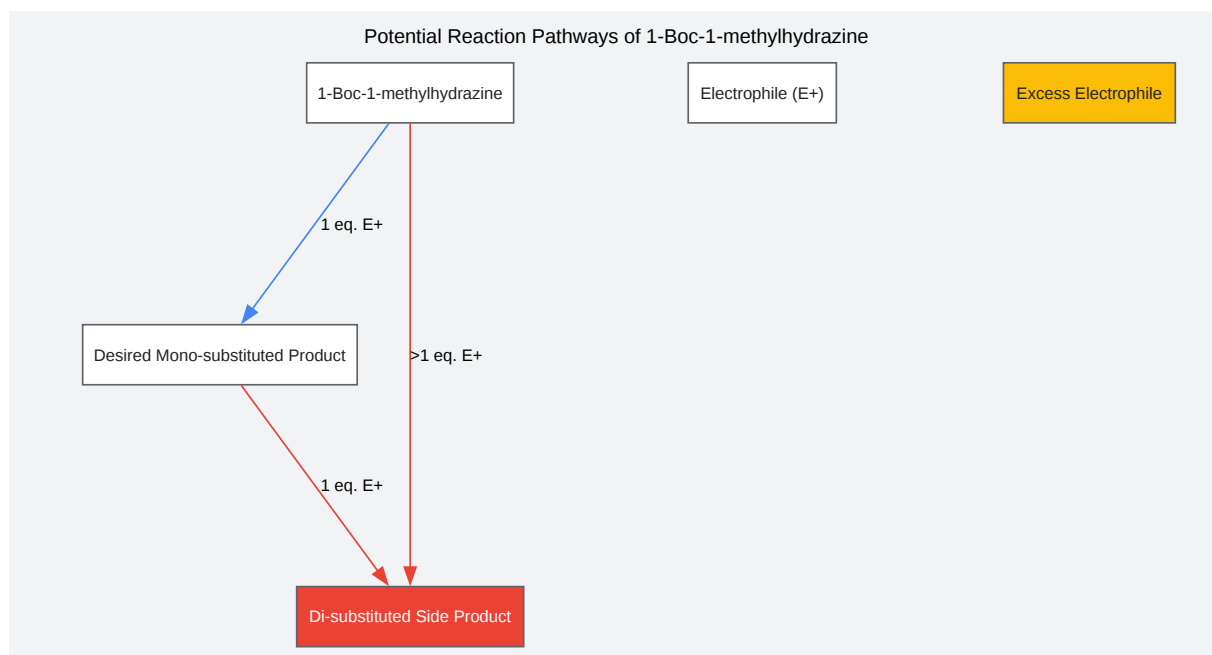 Potential Reaction Pathways of 1-Boc-1-methylhydrazine
1-Boc-1-methylhydrazine
Electrophile (E+)
Excess Electrophile
1 eq. E+
Desired Mono-substituted Product
>1 eq. E+
1 eq. E+
Di-substituted Side Product